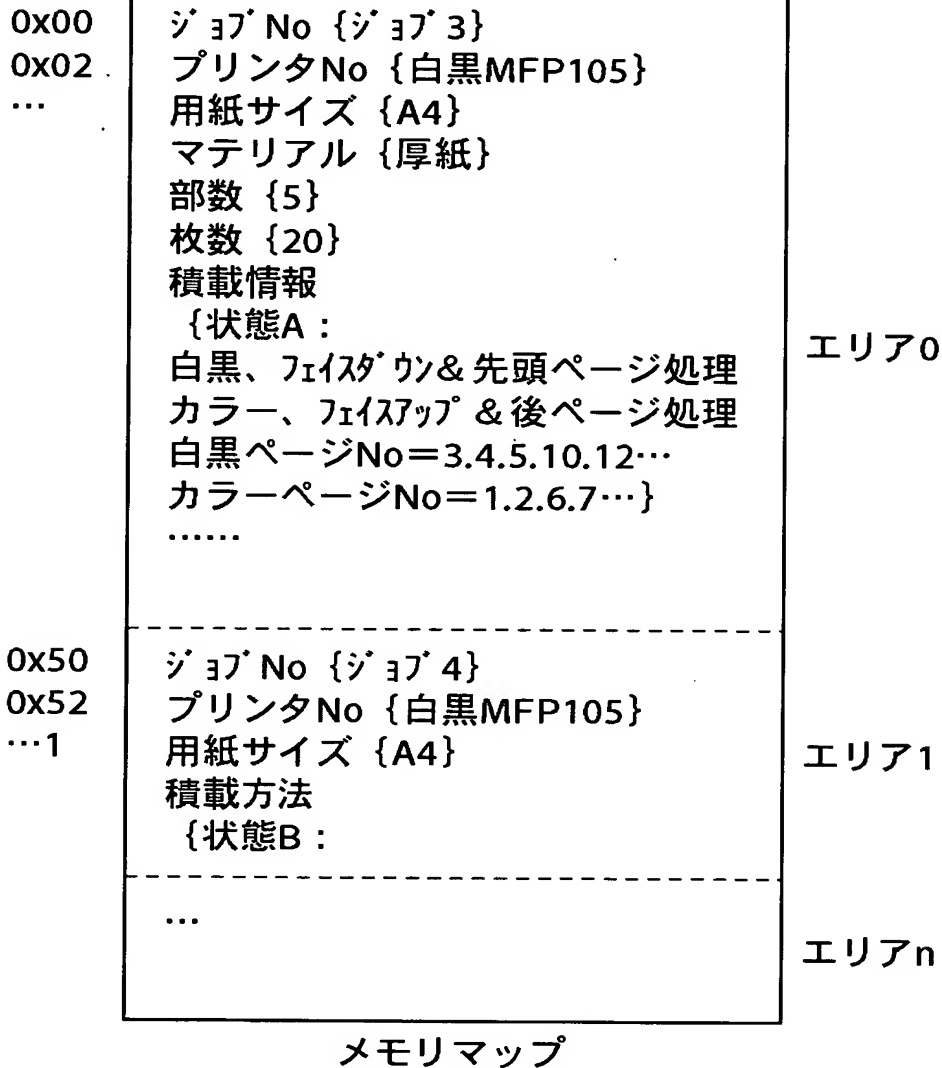 0x00 ｼﾞｮﾌﾞNo {ｼﾞｮﾌﾞ3}
0x02 プリンタNo {白黒MFP105}
… 用紙サイズ {A4}
マテリアル {厚紙}
部数 {5}
枚数 {20}
積載情報
{状態A：
エリア0
白黒、ﾌｪｲｽﾀﾞｳﾝ&先頭ページ処理
カラー、ﾌｪｲｽｱｯﾌﾟ&後ページ処理
白黒ページNo＝3.4.5.10.12…
カラーページNo＝1.2.6.7…}
……
0x50 ｼﾞｮﾌﾞNo {ｼﾞｮﾌﾞ4}
0x52 プリンタNo {白黒MFP105}
…1 用紙サイズ {A4} エリア1
積載方法
{状態B：
…
エリアn
メモリマップ